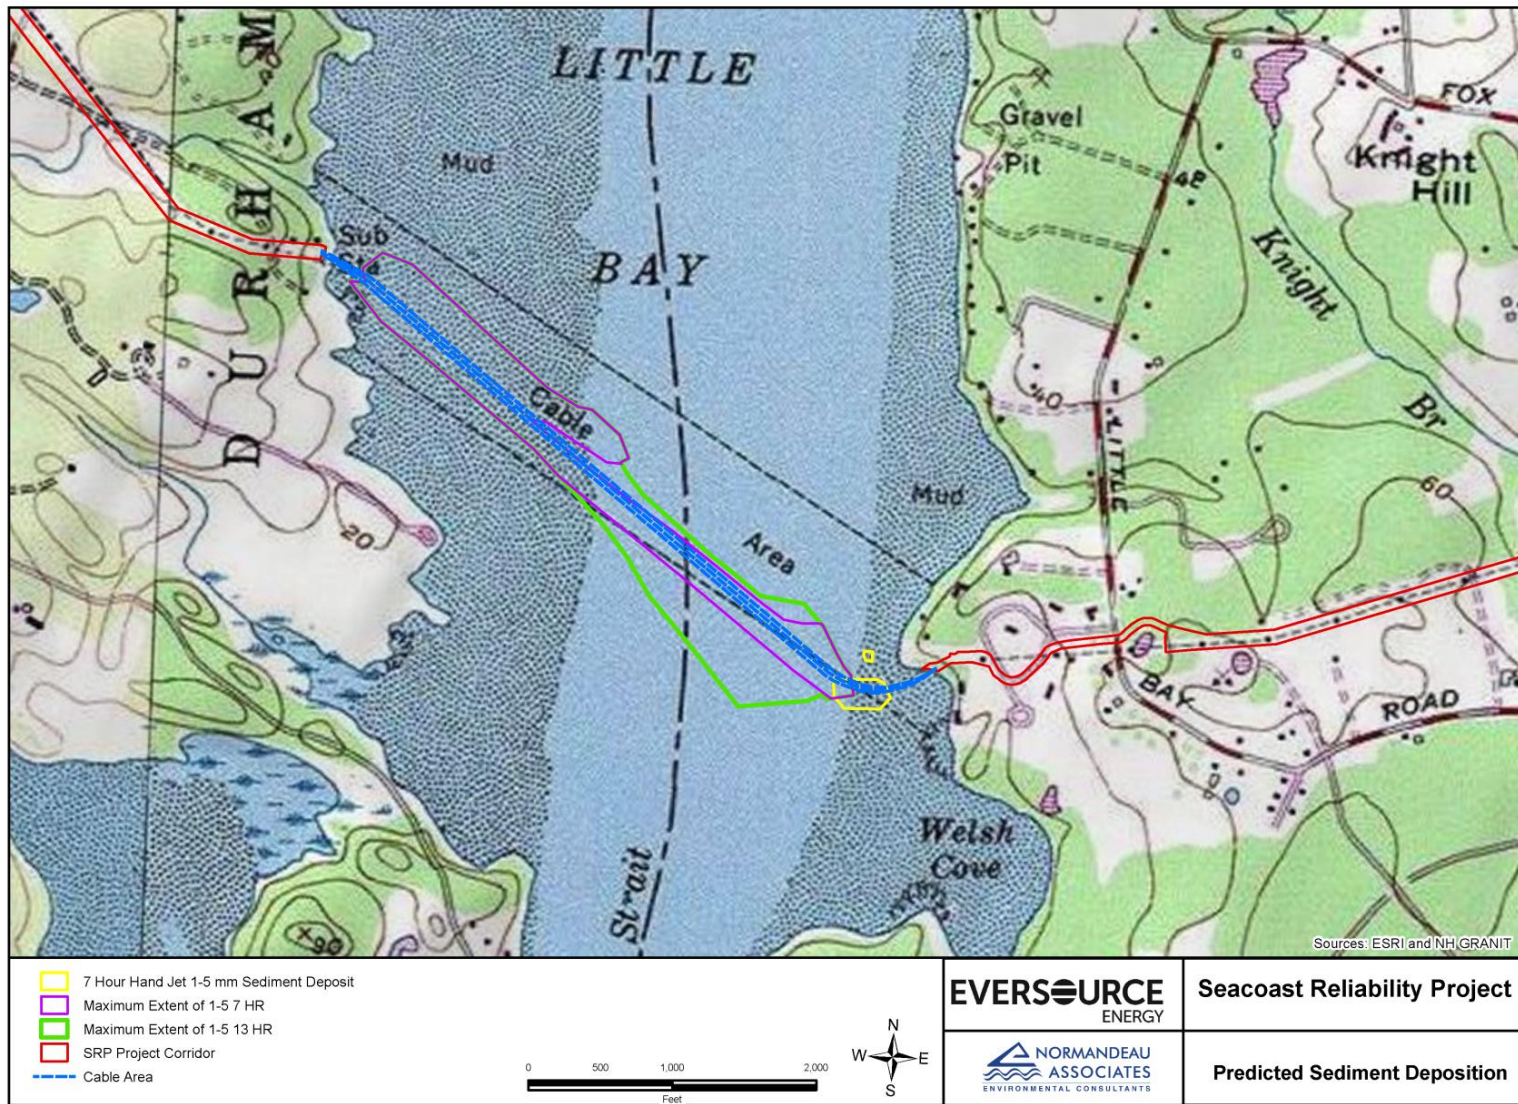 LITTLE
BAY
Mud
DURHAM
Sub
Sta
Cable
Area
Mud
Gravel
Pit
48
FOX
Knight
Hill
Knight
Br
40
LITTLE
60
20
BAY
ROAD
Welsh
Cove
Strait
x90
Sources: ESRI and NH GRANIT
7 Hour Hand Jet 1-5 mm Sediment Deposit
Maximum Extent of 1-5 7 HR
Maximum Extent of 1-5 13 HR
SRP Project Corridor
Cable Area
0 500 1,000 2,000
Feet
N
W E
S
EVERSOURCE
ENERGY
NORMANDEAU
ASSOCIATES
ENVIRONMENTAL CONSULTANTS
Seacoast Reliability Project
Predicted Sediment Deposition